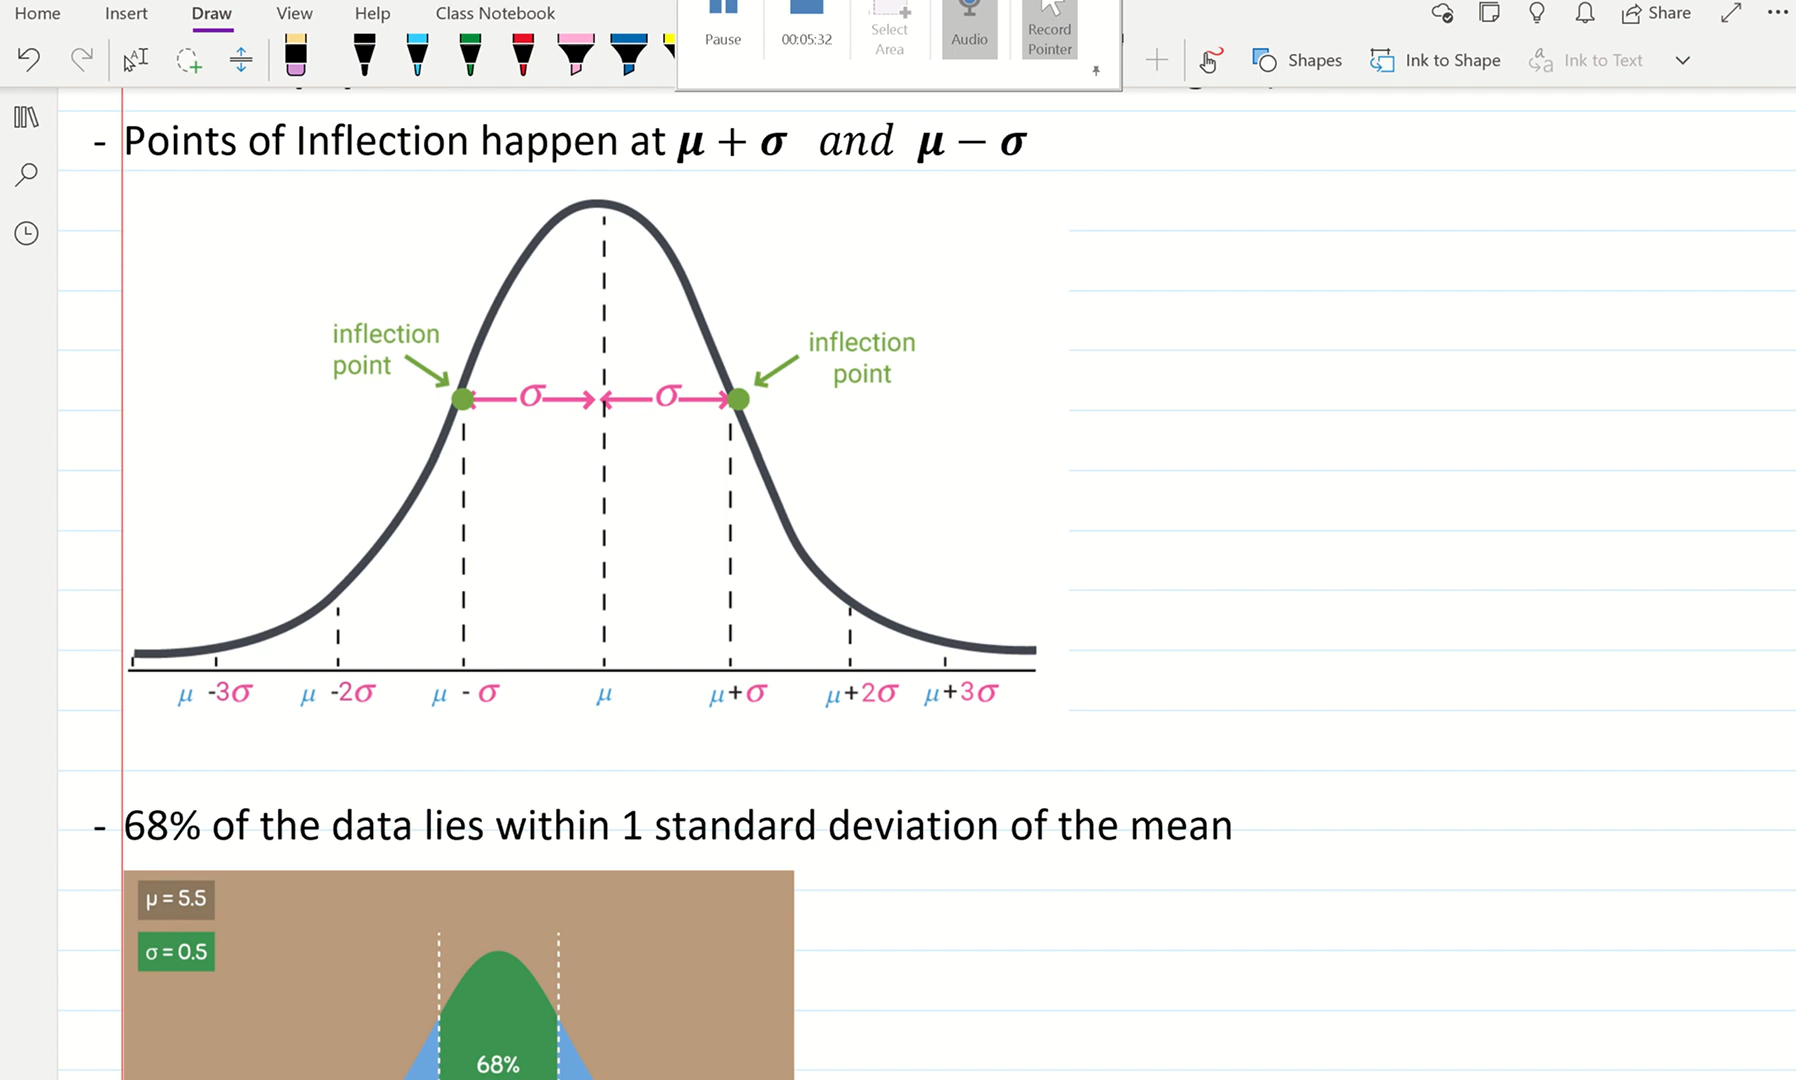 Home Insert Draw View Help Class Notebook
Share
Pause 00:05:32 Select Area Audio Record Pointer
Shapes Ink to Shape Ink to Text
- Points of Inflection happen at μ + σ and μ − σ
inflection point
inflection point
σ σ
μ -3σ μ -2σ μ - σ μ μ+σ μ+2σ μ+3σ
- 68% of the data lies within 1 standard deviation of the mean
μ = 5.5
σ = 0.5
68%